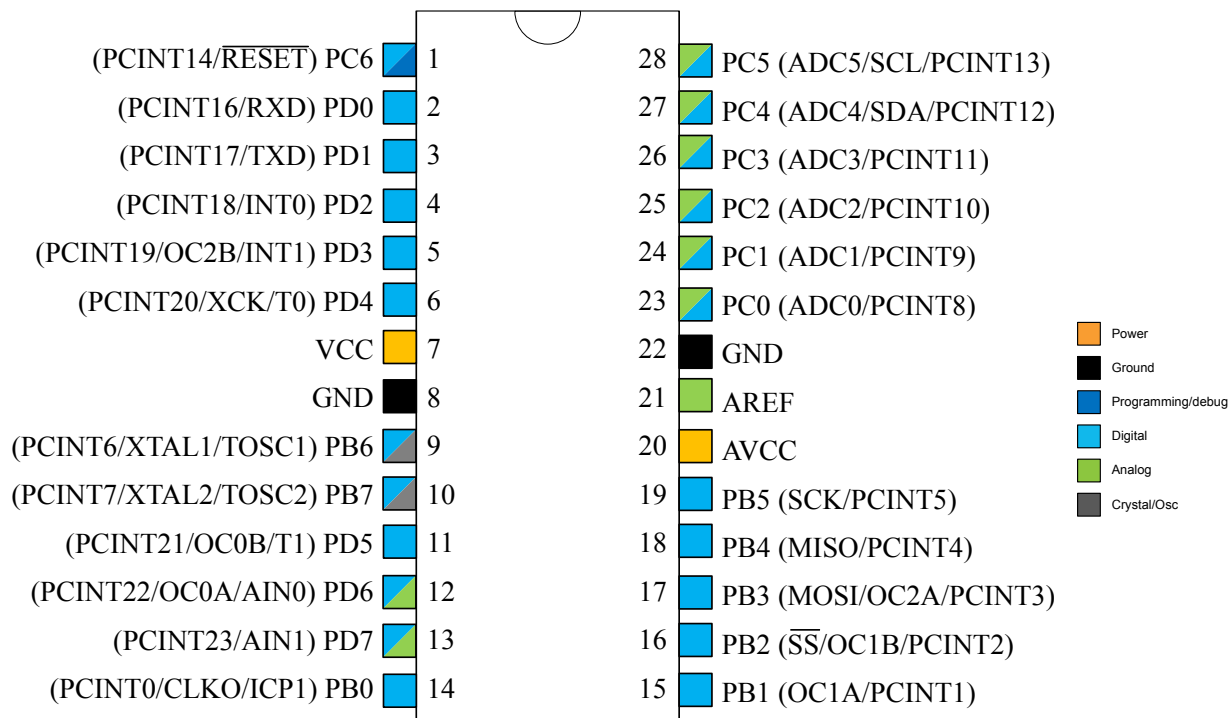 (PCINT14/RESET) PC6 1
(PCINT16/RXD) PD0 2
(PCINT17/TXD) PD1 3
(PCINT18/INT0) PD2 4
(PCINT19/OC2B/INT1) PD3 5
(PCINT20/XCK/T0) PD4 6
VCC 7
GND 8
(PCINT6/XTAL1/TOSC1) PB6 9
(PCINT7/XTAL2/TOSC2) PB7 10
(PCINT21/OC0B/T1) PD5 11
(PCINT22/OC0A/AIN0) PD6 12
(PCINT23/AIN1) PD7 13
(PCINT0/CLKO/ICP1) PB0 14
28 PC5 (ADC5/SCL/PCINT13)
27 PC4 (ADC4/SDA/PCINT12)
26 PC3 (ADC3/PCINT11)
25 PC2 (ADC2/PCINT10)
24 PC1 (ADC1/PCINT9)
23 PC0 (ADC0/PCINT8)
22 GND
21 AREF
20 AVCC
19 PB5 (SCK/PCINT5)
18 PB4 (MISO/PCINT4)
17 PB3 (MOSI/OC2A/PCINT3)
16 PB2 (SS/OC1B/PCINT2)
15 PB1 (OC1A/PCINT1)
Power
Ground
Programming/debug
Digital
Analog
Crystal/Osc